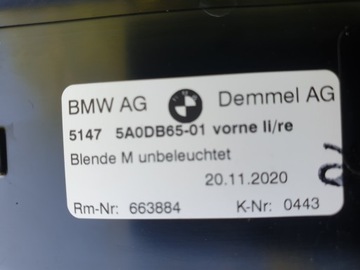 BMW AG Demmel AG
5147 5A0DB65-01 vorne li/re
Blende M unbeleuchtet
20.11.2020
Rm-Nr: 663884 K-Nr: 0443